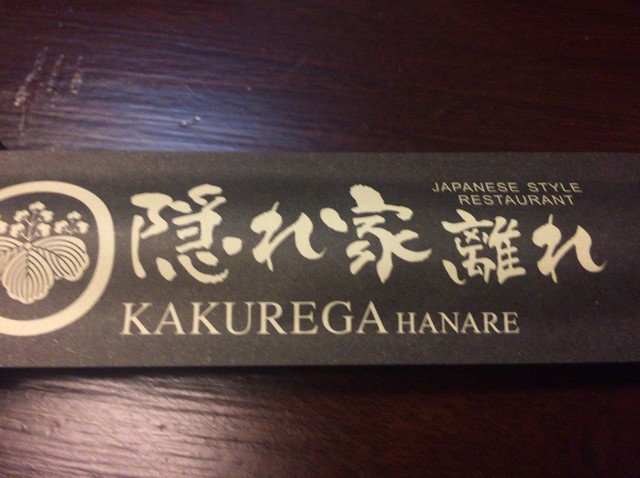 隠れ家 離れ
JAPANESE STYLE
RESTAURANT
KAKUREGA HANARE